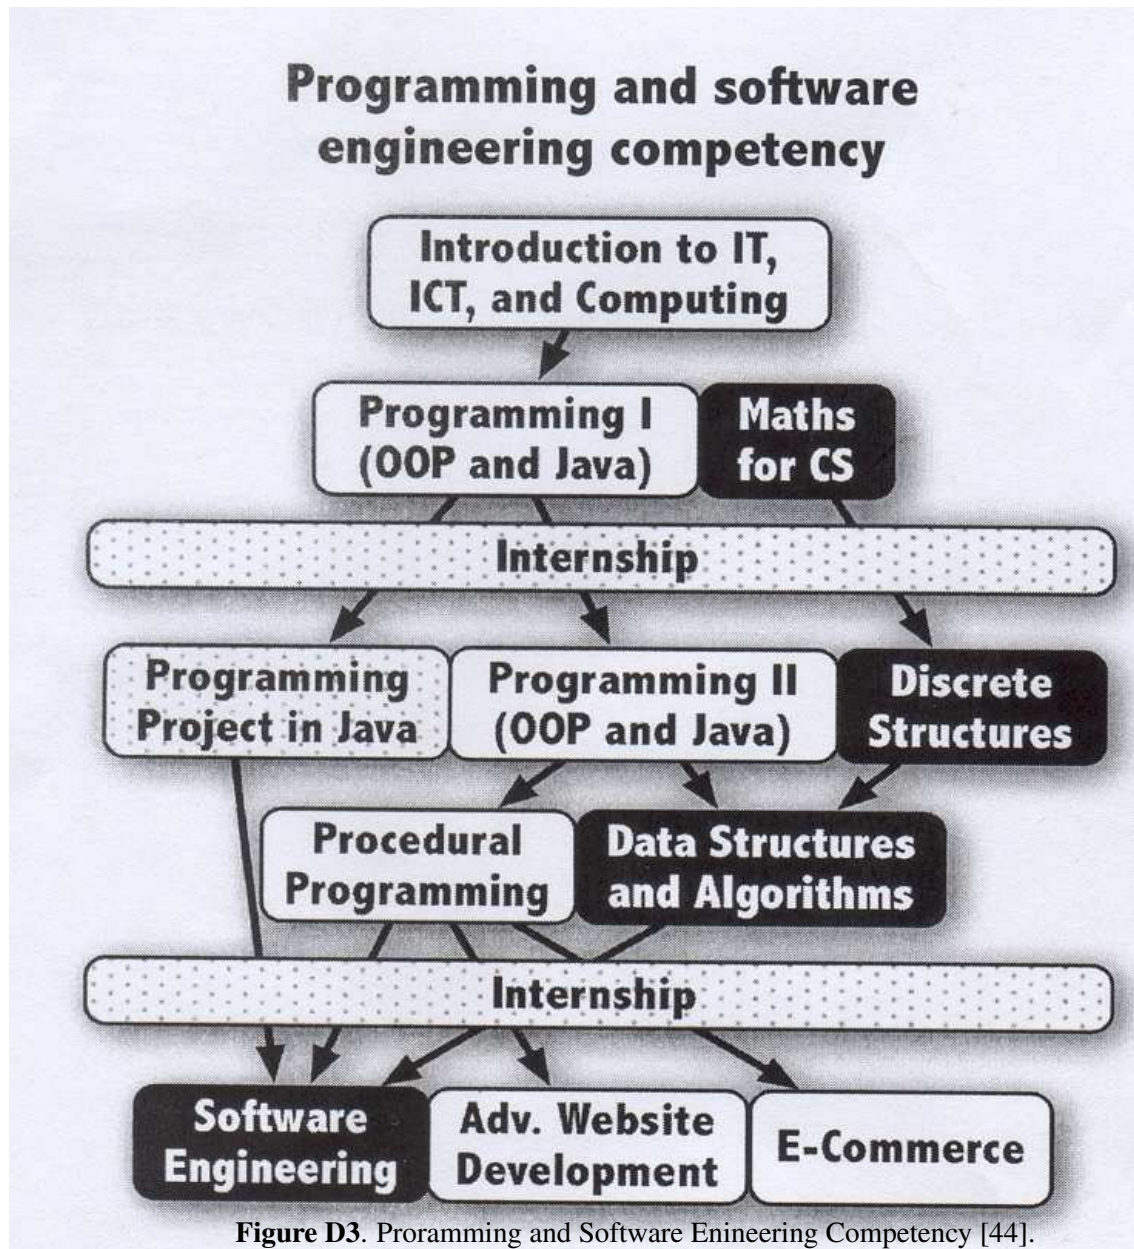 Programming and software
engineering competency
Introduction to IT,
ICT, and Computing
Programming I
(OOP and Java)
Maths
for CS
Internship
Programming
Project in Java
Programming II
(OOP and Java)
Discrete
Structures
Procedural
Programming
Data Structures
and Algorithms
Internship
Software
Engineering
Adv. Website
Development
E-Commerce
Figure D3. Proramming and Software Enineering Competency [44].